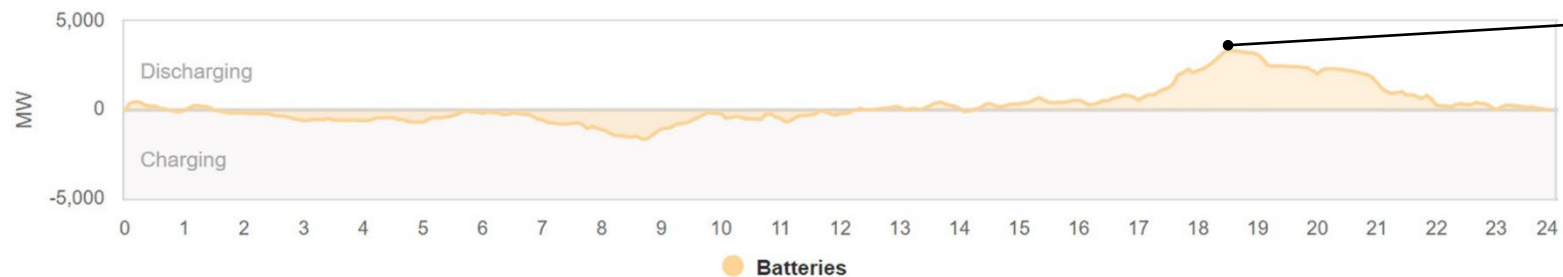 5,000
Discharging
0
MW
Charging
-5,000
0 1 2 3 4 5 6 7 8 9 10 11 12 13 14 15 16 17 18 19 20 21 22 23 24
Batteries